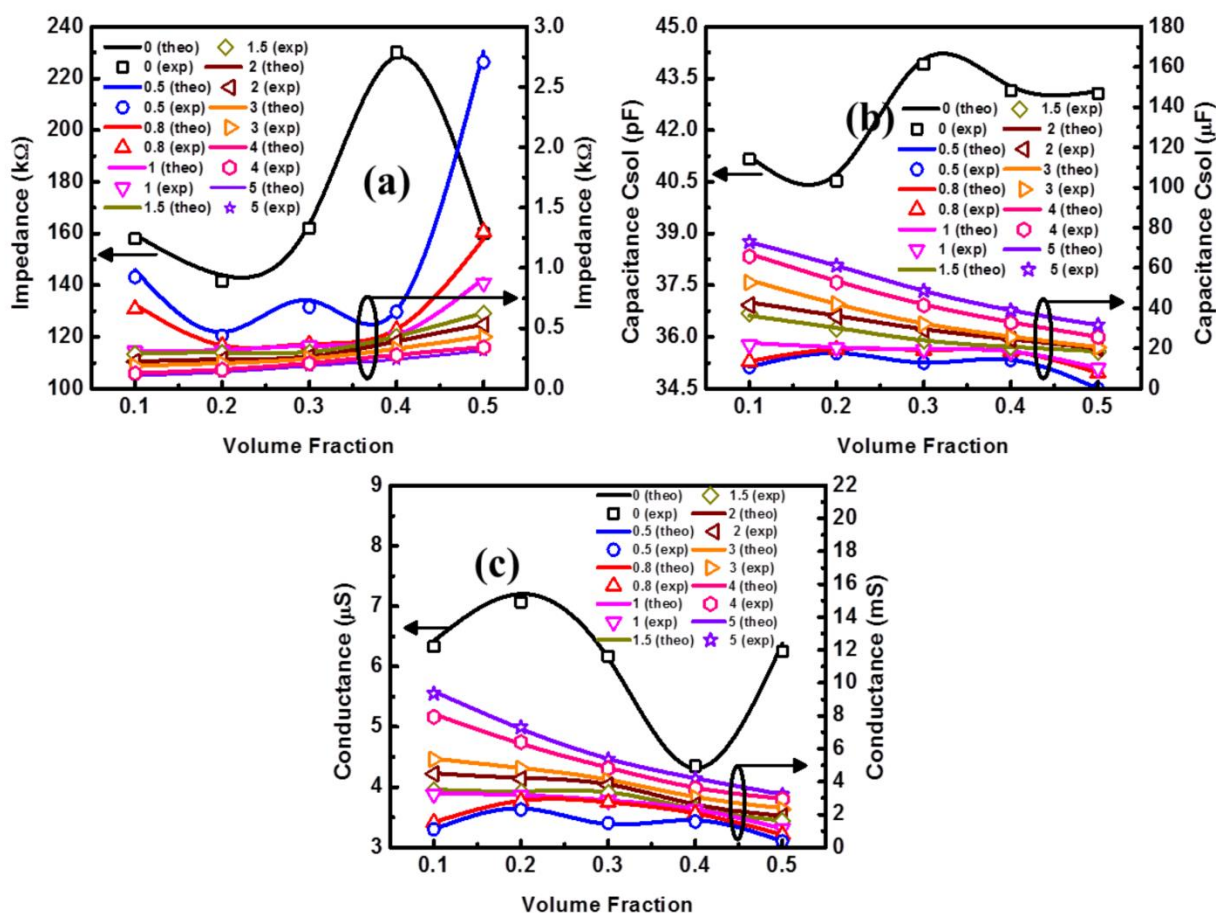 240
220
200
180
160
140
120
100
Impedance (kΩ)
0 (theo) 1.5 (exp)
0 (exp) 2 (theo)
0.5 (theo) 2 (exp)
0.5 (exp) 3 (theo)
0.8 (theo) 3 (exp)
0.8 (exp) 4 (theo)
1 (theo) 4 (exp)
1 (exp) 5 (theo)
1.5 (theo) 5 (exp)
(a)
3.0
2.5
2.0
1.5
1.0
0.5
0.0
Impedance (kΩ)
0.1 0.2 0.3 0.4 0.5
Volume Fraction
45.0
43.5
42.0
40.5
39.0
37.5
36.0
34.5
Capacitance Csol (pF)
(b)
0 (theo) 1.5 (exp)
0 (exp) 2 (theo)
0.5 (theo) 2 (exp)
0.5 (exp) 3 (theo)
0.8 (theo) 3 (exp)
0.8 (exp) 4 (theo)
1 (theo) 4 (exp)
1 (exp) 5 (theo)
1.5 (theo) 5 (exp)
180
160
140
120
100
80
60
40
20
0
Capacitance Csol (µF)
0.1 0.2 0.3 0.4 0.5
Volume Fraction
9
8
7
6
5
4
3
Conductance (µS)
(c)
0 (theo) 1.5 (exp)
0 (exp) 2 (theo)
0.5 (theo) 2 (exp)
0.5 (exp) 3 (theo)
0.8 (theo) 3 (exp)
0.8 (exp) 4 (theo)
1 (theo) 4 (exp)
1 (exp) 5 (theo)
1.5 (theo) 5 (exp)
22
20
18
16
14
12
10
8
6
4
2
0
Conductance (mS)
0.1 0.2 0.3 0.4 0.5
Volume Fraction